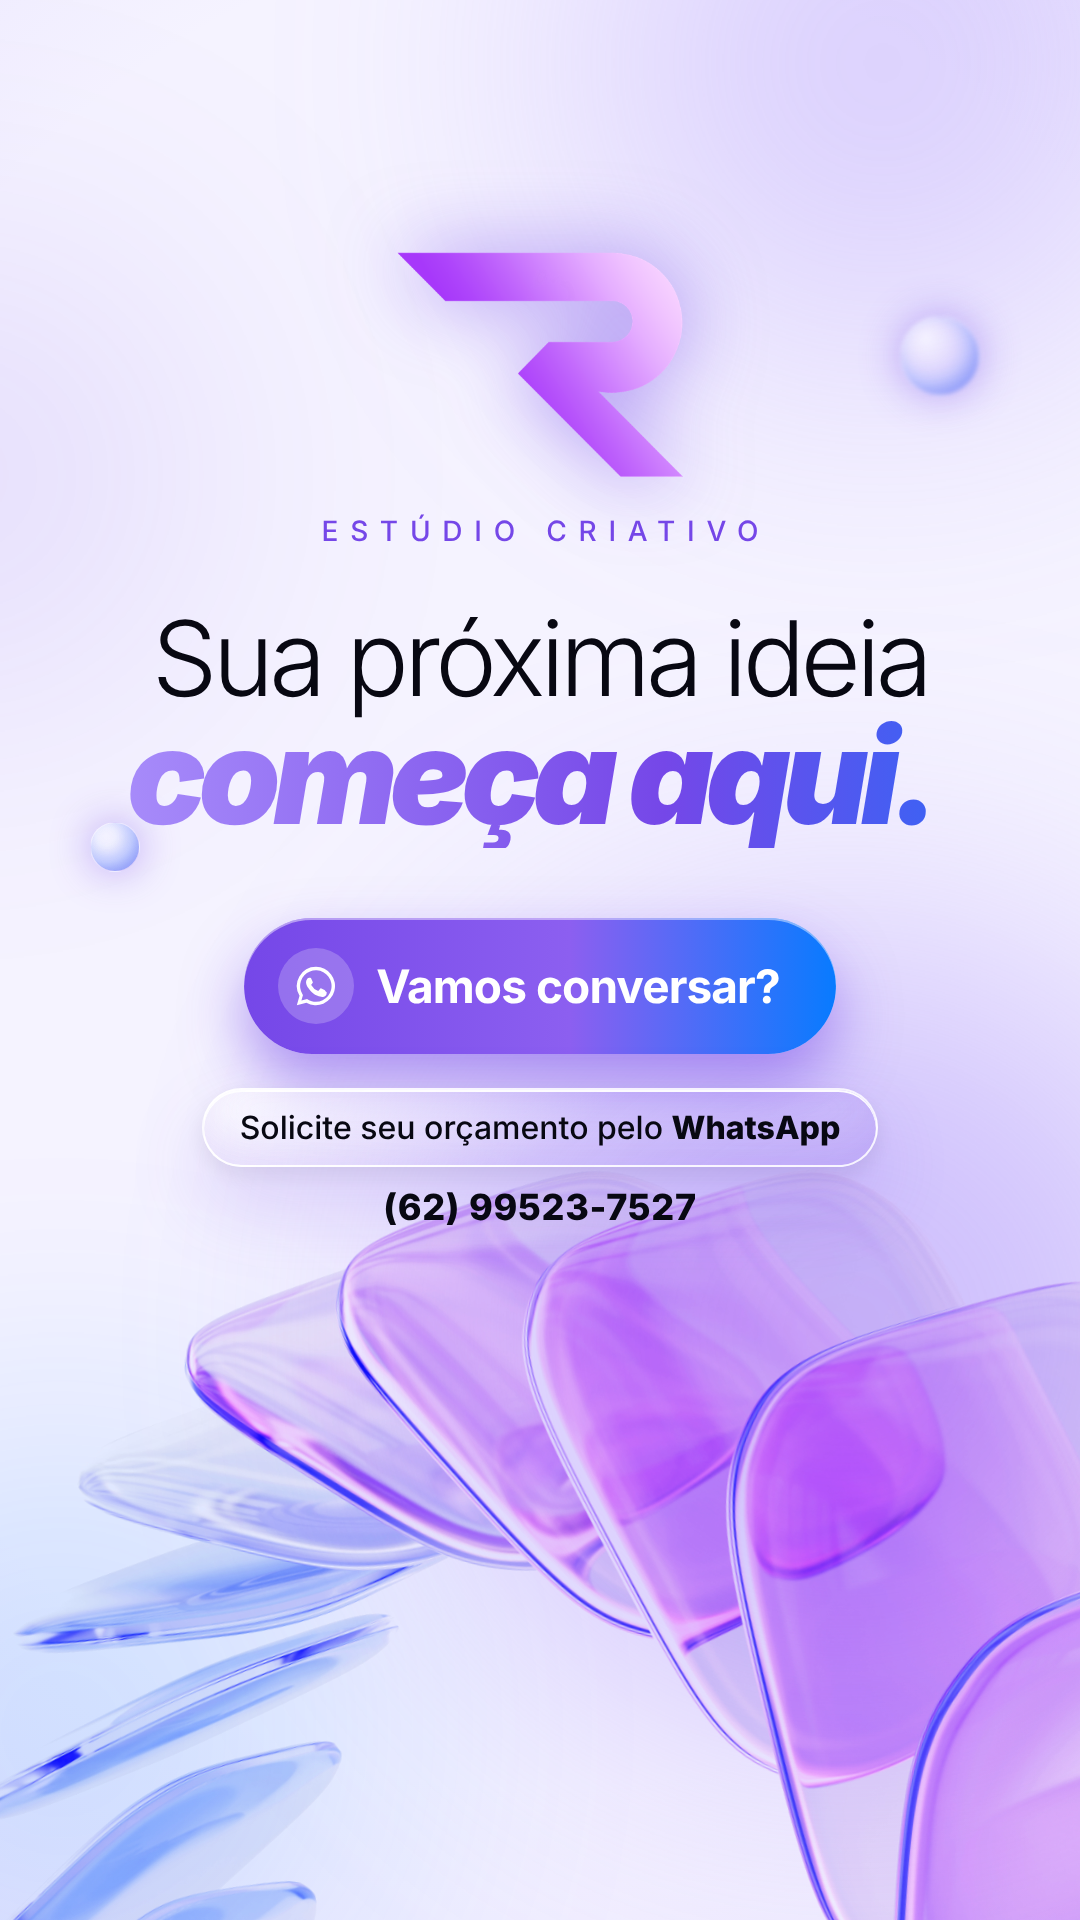 ESTÚDIO CRIATIVO
Sua próxima ideia
começa aqui.
Vamos conversar?
Solicite seu orçamento pelo WhatsApp
(62) 99523-7527